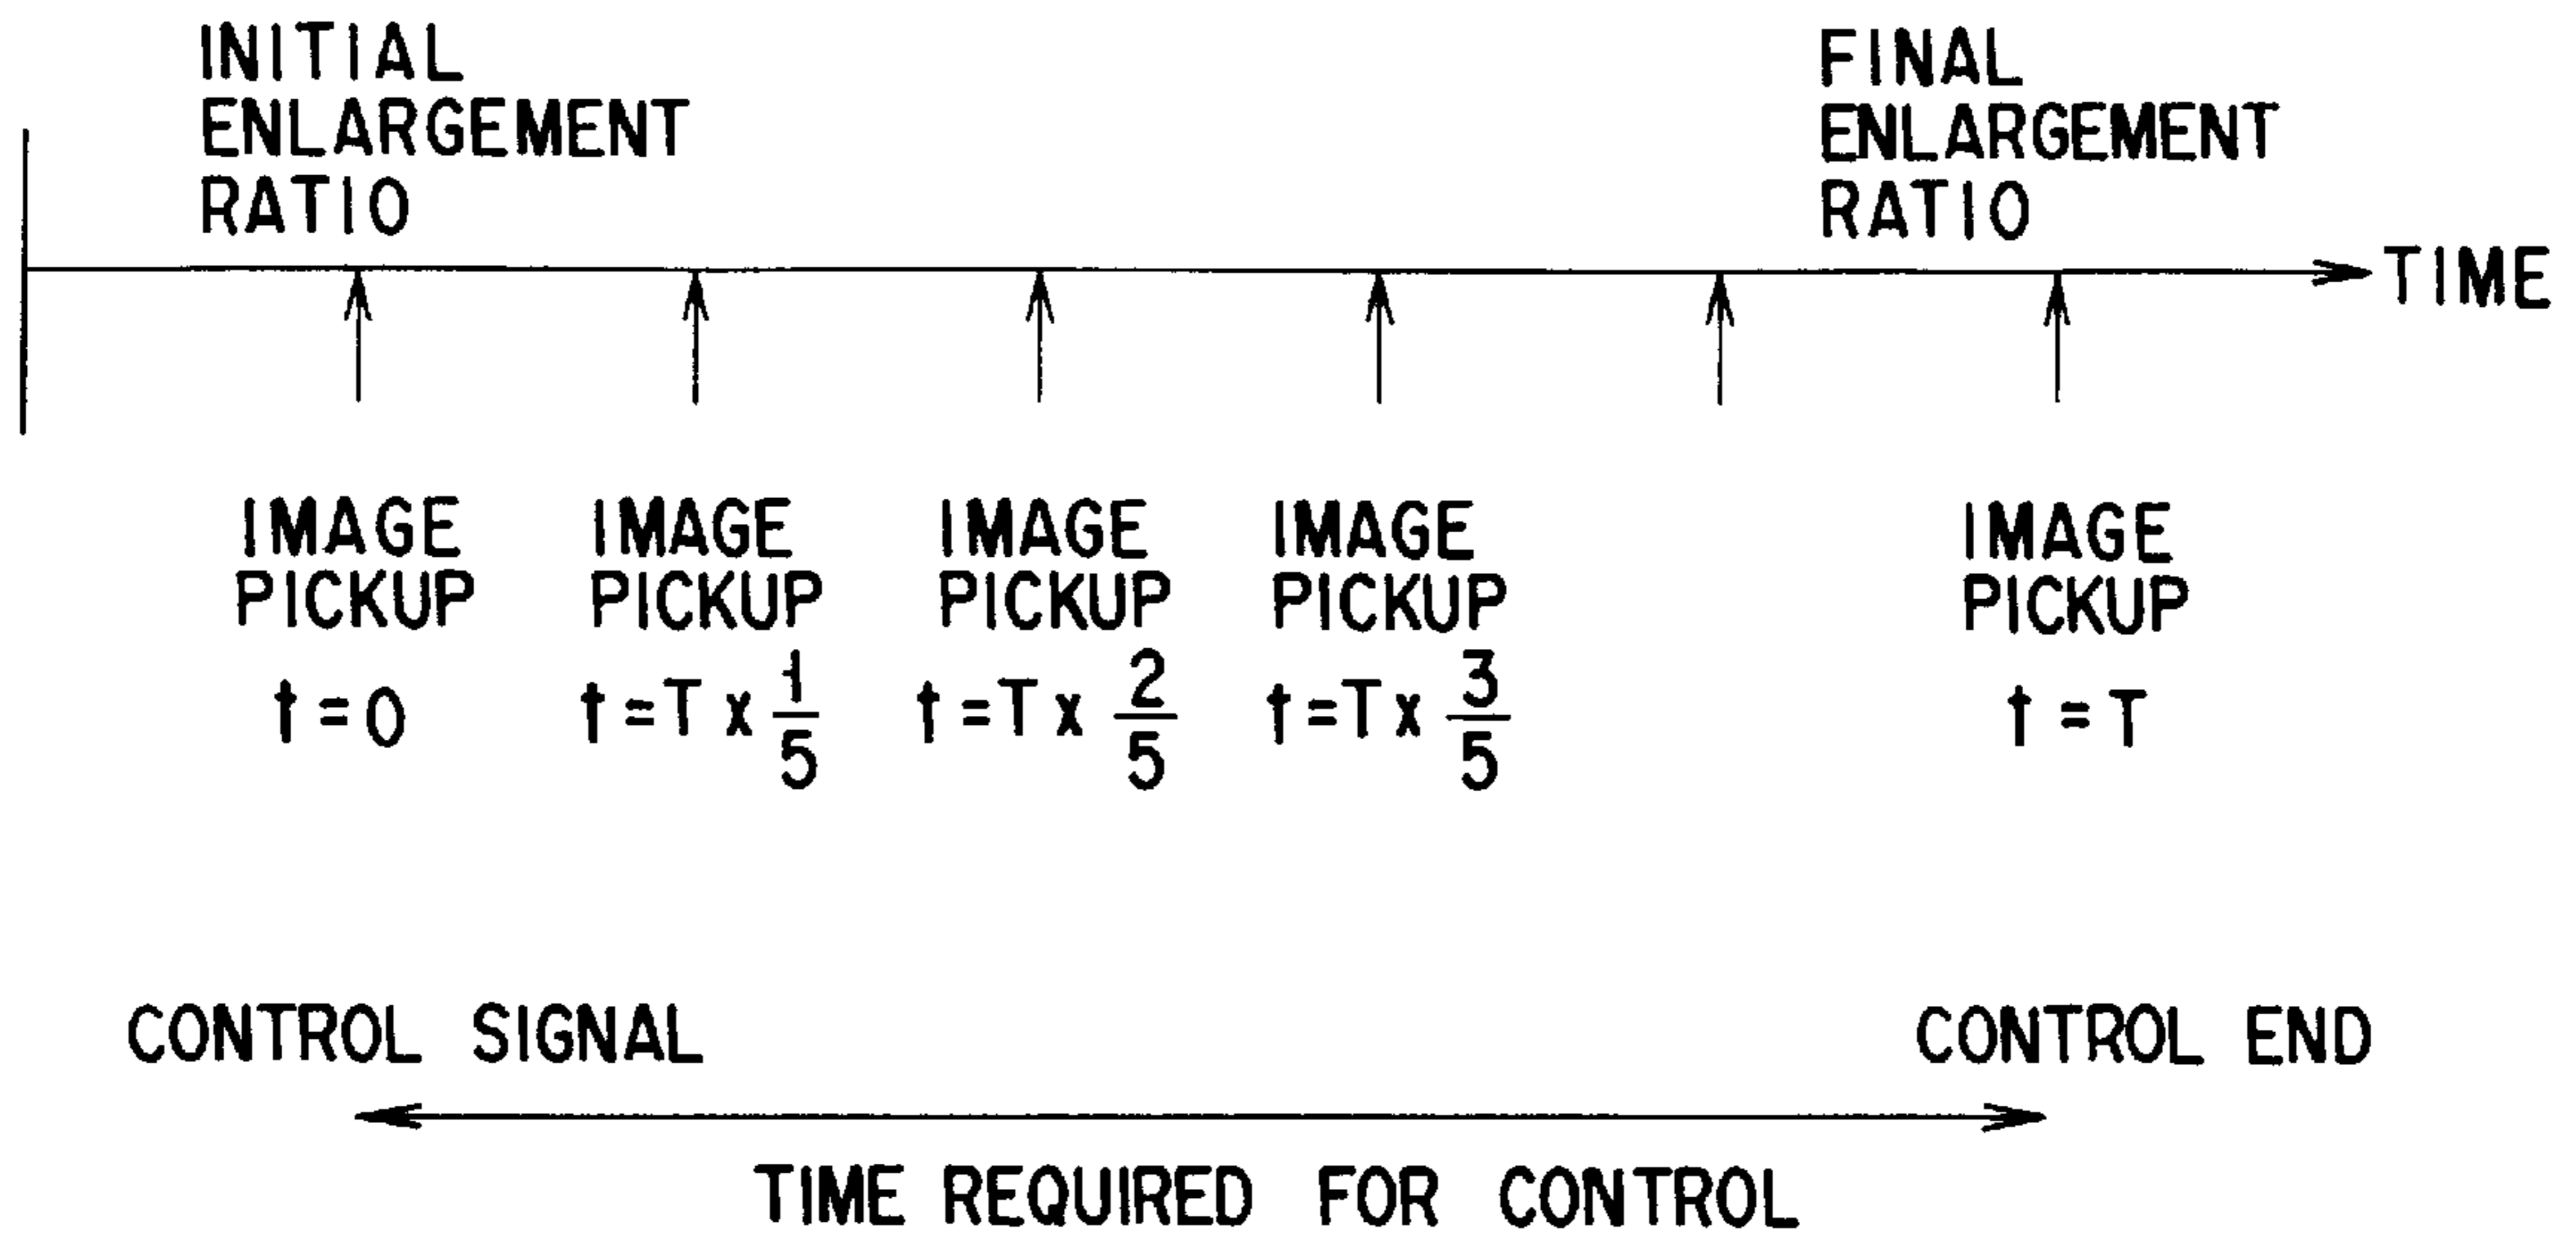 INITIAL
ENLARGEMENT
RATIO
FINAL
ENLARGEMENT
RATIO
TIME
IMAGE
PICKUP
t=0
IMAGE
PICKUP
t=T x 1/5
IMAGE
PICKUP
t=T x 2/5
IMAGE
PICKUP
t=T x 3/5
IMAGE
PICKUP
t=T
CONTROL SIGNAL
CONTROL END
TIME REQUIRED FOR CONTROL